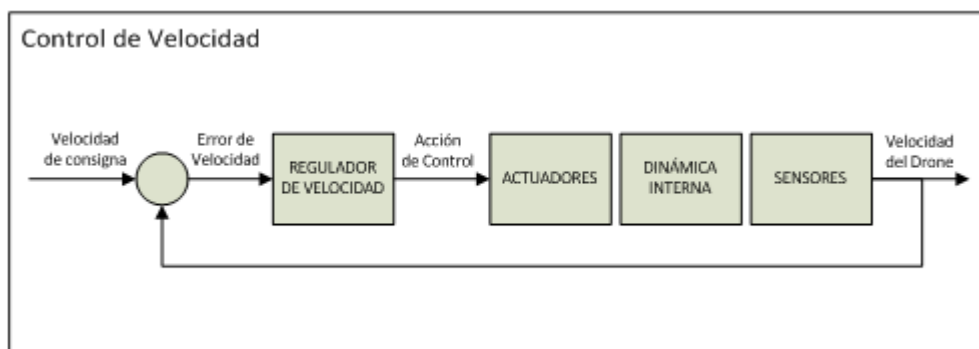 Control de Velocidad
Velocidad
de consigna
Error de
Velocidad
REGULADOR
DE VELOCIDAD
Acción
de Control
ACTUADORES
DINÁMICA
INTERNA
SENSORES
Velocidad
del Drone